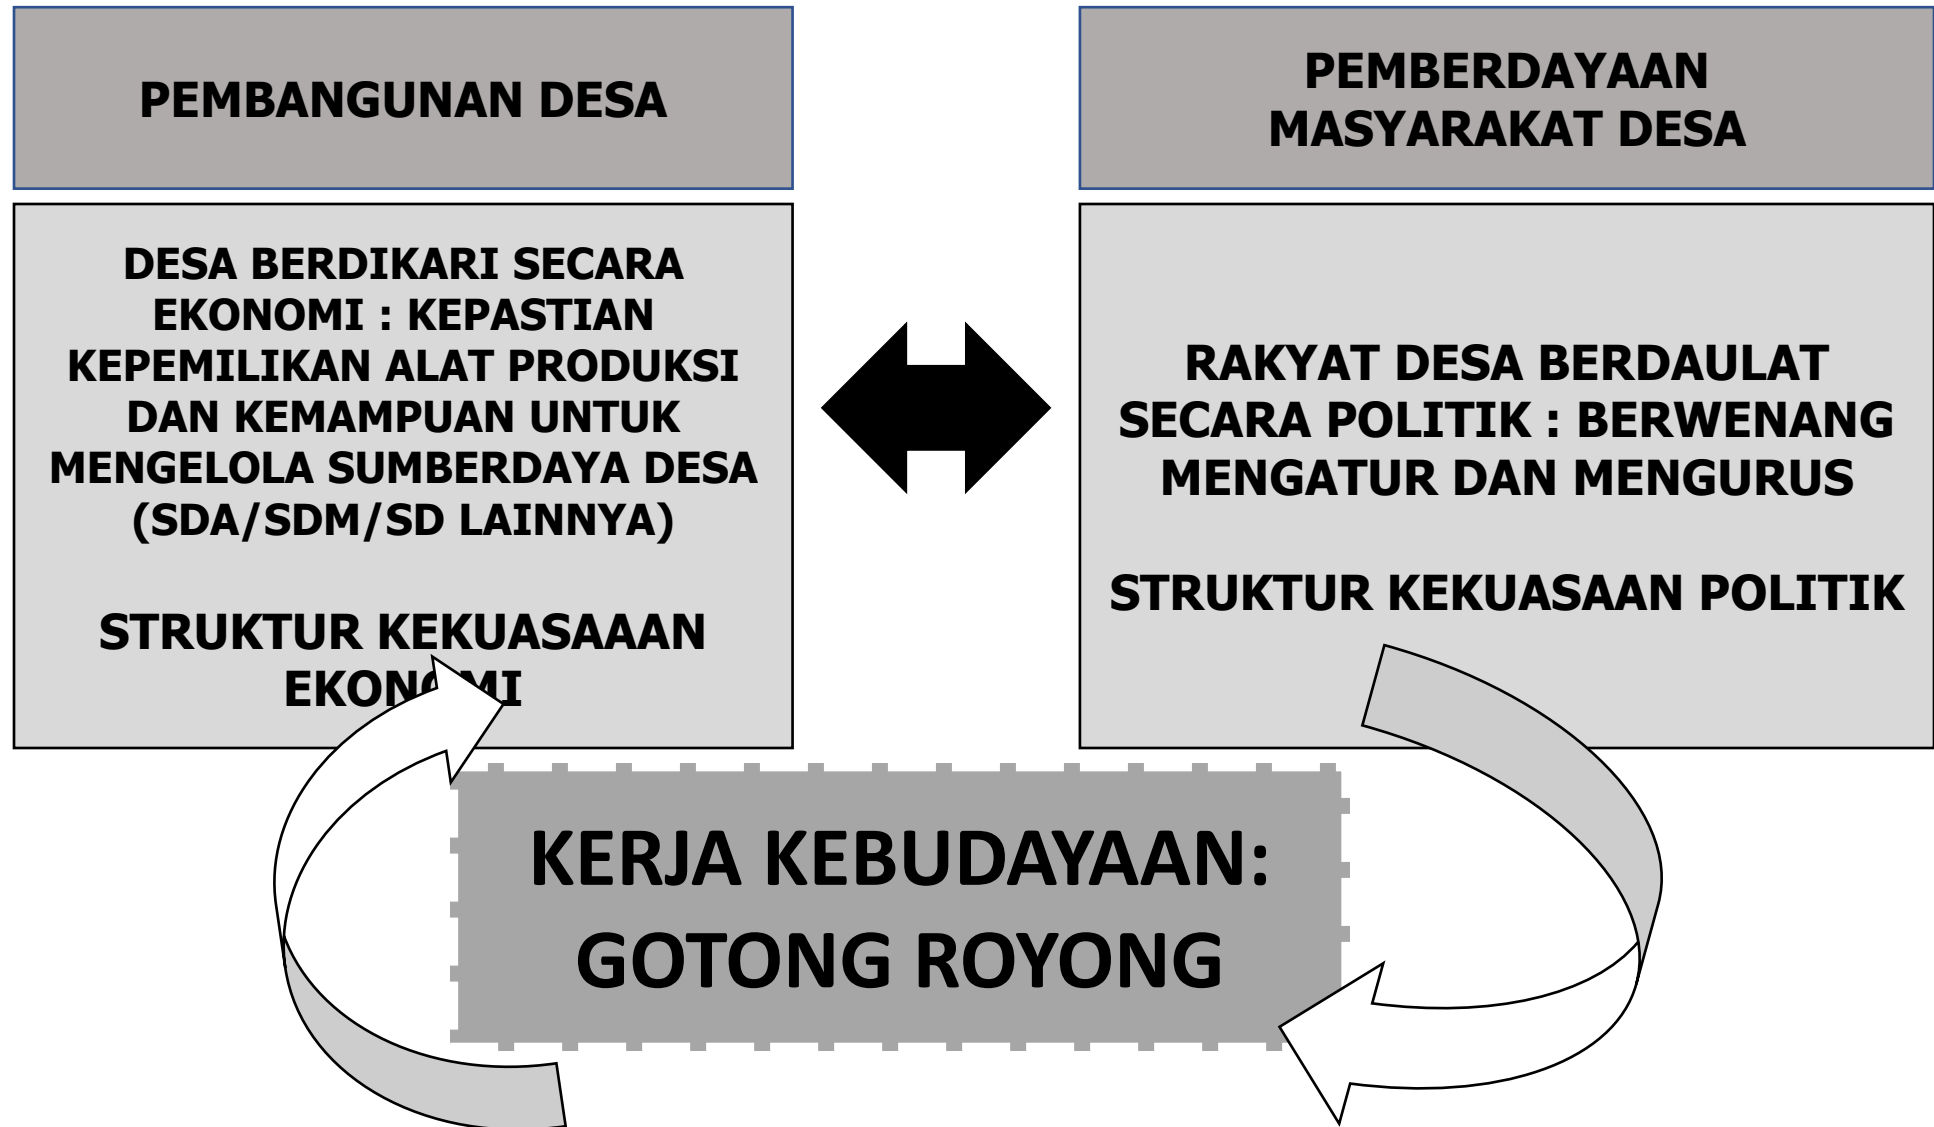 PEMBANGUNAN DESA
DESA BERDIKARI SECARA
EKONOMI : KEPASTIAN
KEPEMILIKAN ALAT PRODUKSI
DAN KEMAMPUAN UNTUK
MENGELOLA SUMBERDAYA DESA
(SDA/SDM/SD LAINNYA)
STRUKTUR KEKUASAAAN
EKONOMI
PEMBERDAYAAN
MASYARAKAT DESA
RAKYAT DESA BERDAULAT
SECARA POLITIK : BERWENANG
MENGATUR DAN MENGURUS
STRUKTUR KEKUASAAN POLITIK
KERJA KEBUDAYAAN:
GOTONG ROYONG